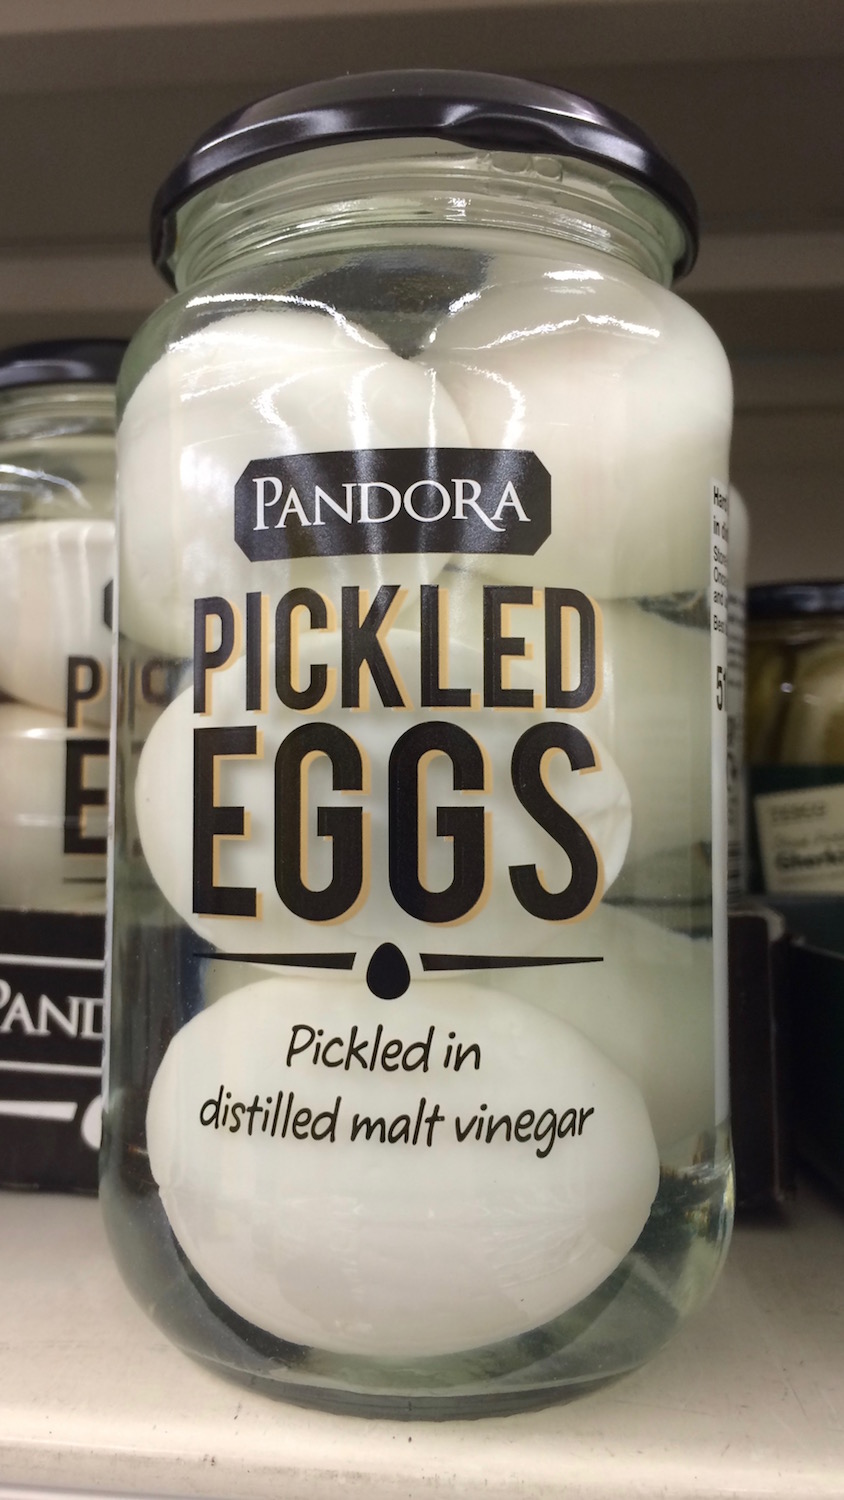 PANDORA
PICKLED
EGGS
Pickled in
distilled malt vinegar